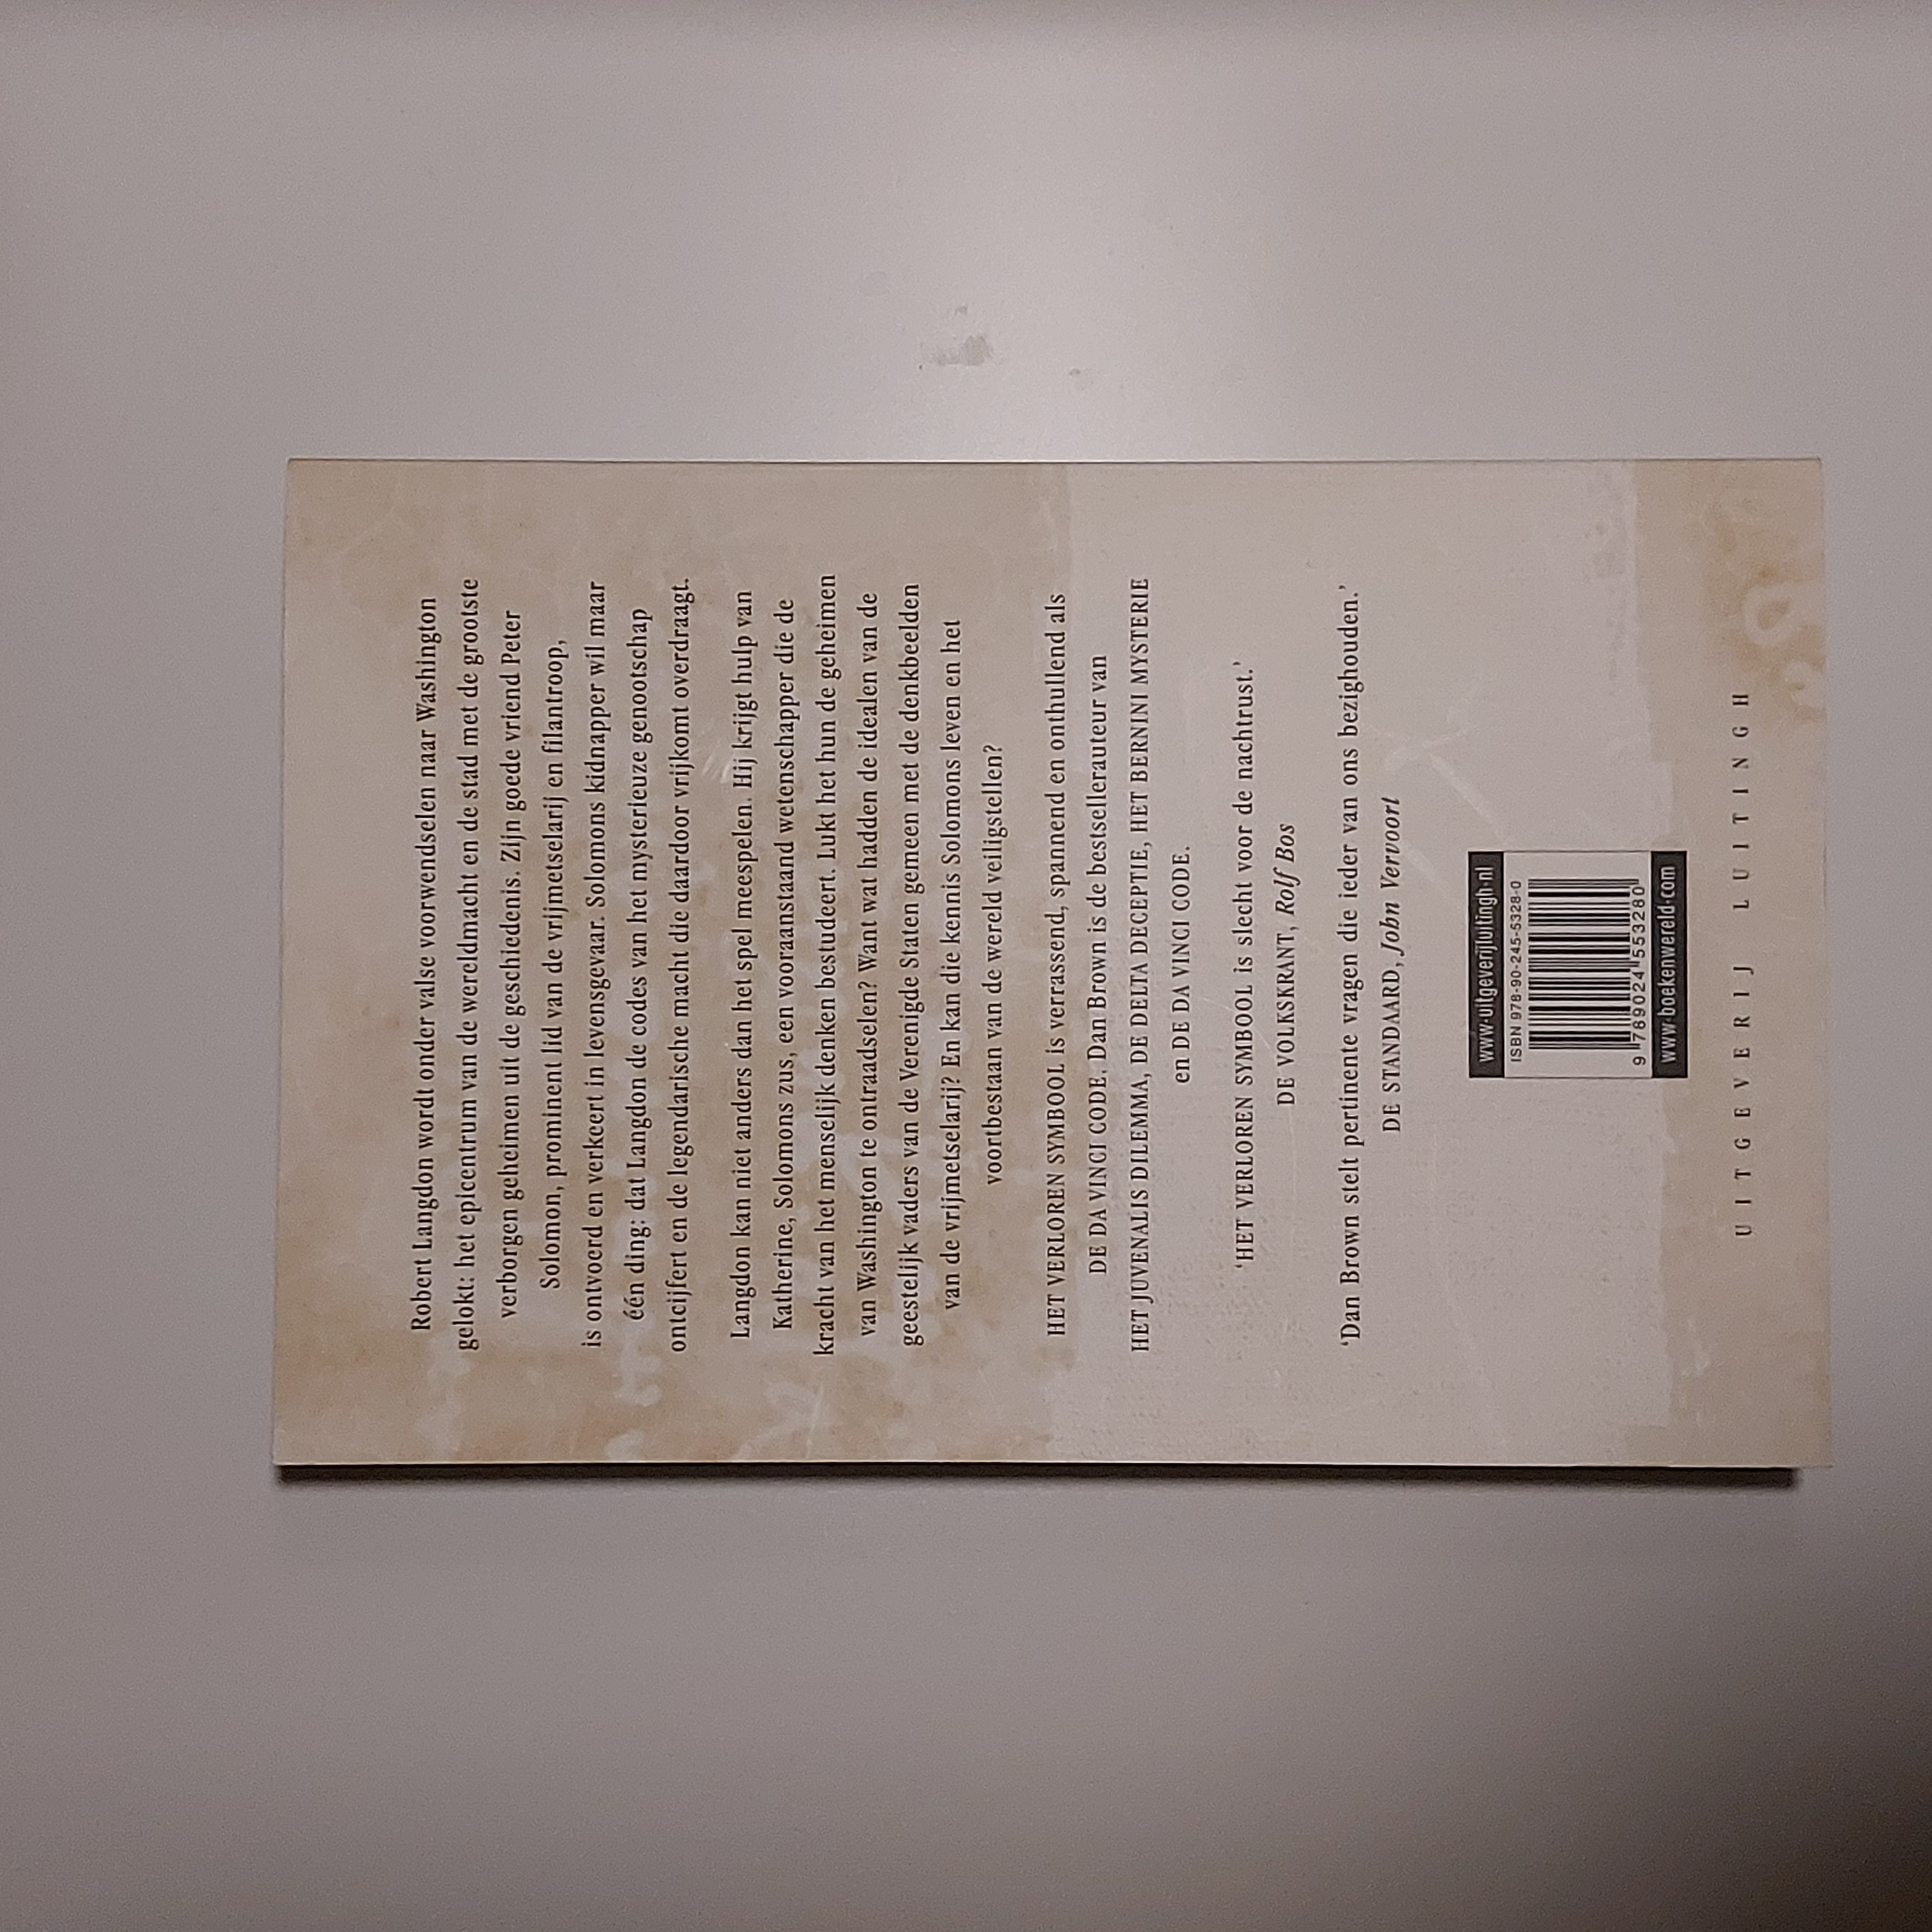 Robert Langdon wordt onder valse voorwendselen naar Washington
gelokt: het epicentrum van de wereldmacht en de stad met de grootste
verborgen geheimen uit de geschiedenis. Zijn goede vriend Peter
Solomon, prominent lid van de vrijmetselarij en filantroop,
is ontvoerd en verkeert in levensgevaar. Solomons kidnapper wil maar
één ding: dat Langdon de codes van het mysterieuze genootschap
ontcijfert en de legendarische macht die daardoor vrijkomt overdraagt.
Langdon kan niet anders dan het spel meespelen. Hij krijgt hulp van
Katherine, Solomons zus, een vooraanstaand wetenschapper die de
kracht van het menselijk denken bestudeert. Lukt het hun de geheimen
van Washington te ontraadselen? Want wat hadden de idealen van de
geestelijk vaders van de Verenigde Staten gemeen met de denkbeelden
van de vrijmetselarij? En kan die kennis Solomons leven en het
voortbestaan van de wereld veiligstellen?
HET VERLOREN SYMBOOL is verrassend, spannend en onthullend als
DE DA VINCI CODE. Dan Brown is de bestsellerauteur van
HET JUVENALIS DILEMMA, DE DELTA DECEPTIE, HET BERNINI MYSTERIE
en DE DA VINCI CODE.
'HET VERLOREN SYMBOOL is slecht voor de nachtrust.'
DE VOLKSKRANT, Rolf Bos
'Dan Brown stelt pertinente vragen die ieder van ons bezighouden.'
DE STANDAARD, John Vervoort
www.uitgeverijluitingh.nl
ISBN 978-90-245-5328-0
9 789024 553280
www.boekenwereld.com
UITGEVERIJ LUITINGH